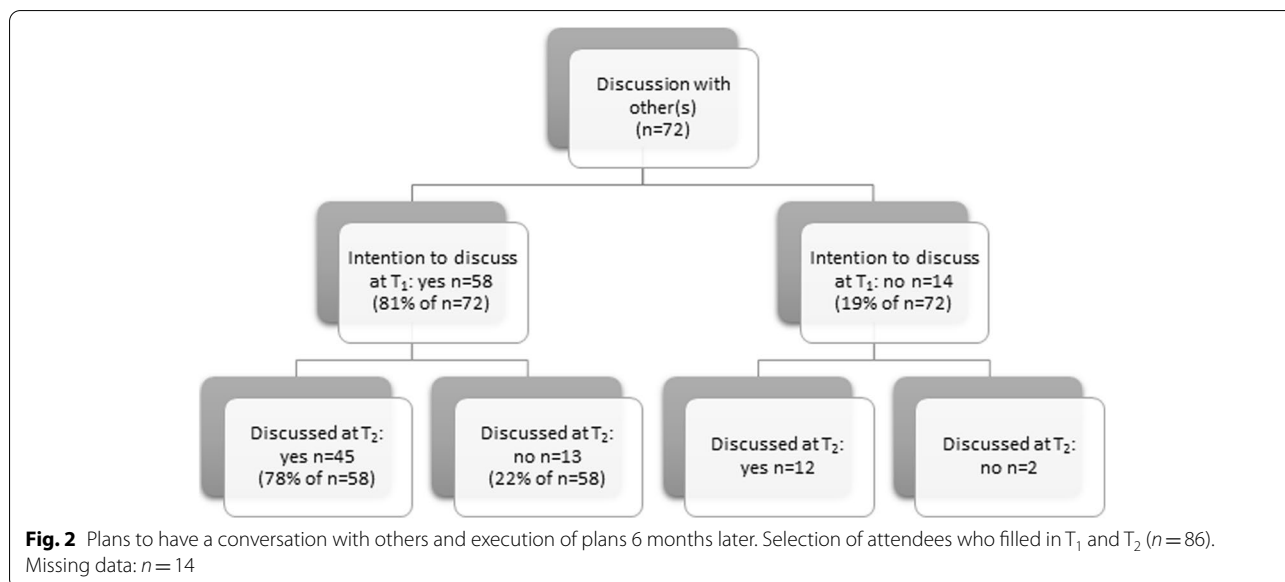 Discussion with
other(s)
(n=72)
Intention to discuss
at T₁: yes n=58
(81% of n=72)
Intention to discuss
at T₁: no n=14
(19% of n=72)
Discussed at T₂:
yes n=45
(78% of n=58)
Discussed at T₂:
no n=13
(22% of n=58)
Discussed at T₂:
yes n=12
Discussed at T₂:
no n=2
Fig. 2 Plans to have a conversation with others and execution of plans 6 months later. Selection of attendees who filled in T₁ and T₂ (n = 86).
Missing data: n = 14